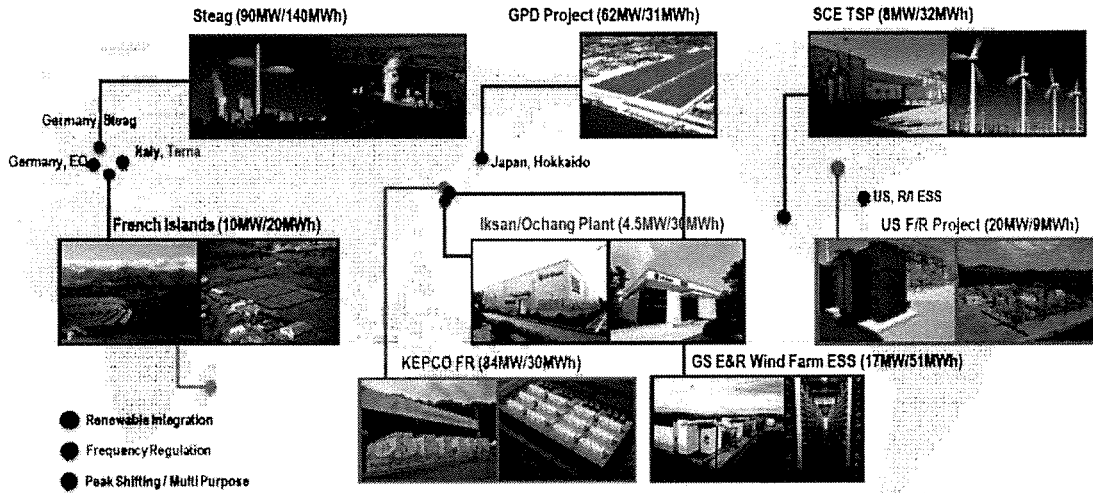 Steag (90MW/140MWh)
GPD Project (62MW/31MWh)
SCE TSP (8MW/32MWh)
Germany, Steag
Italy, Terna
Germany, EQ
Japan, Hokkaido
US, R/I ESS
French Islands (10MW/20MWh)
Iksan/Ochang Plant (4.5MW/30MWh)
US F/R Project (20MW/9MWh)
KEPCO FR (84MW/30MWh)
GS E&R Wind Farm ESS (17MW/51MWh)
Renewable Integration
Frequency Regulation
Peak Shifting / Multi Purpose